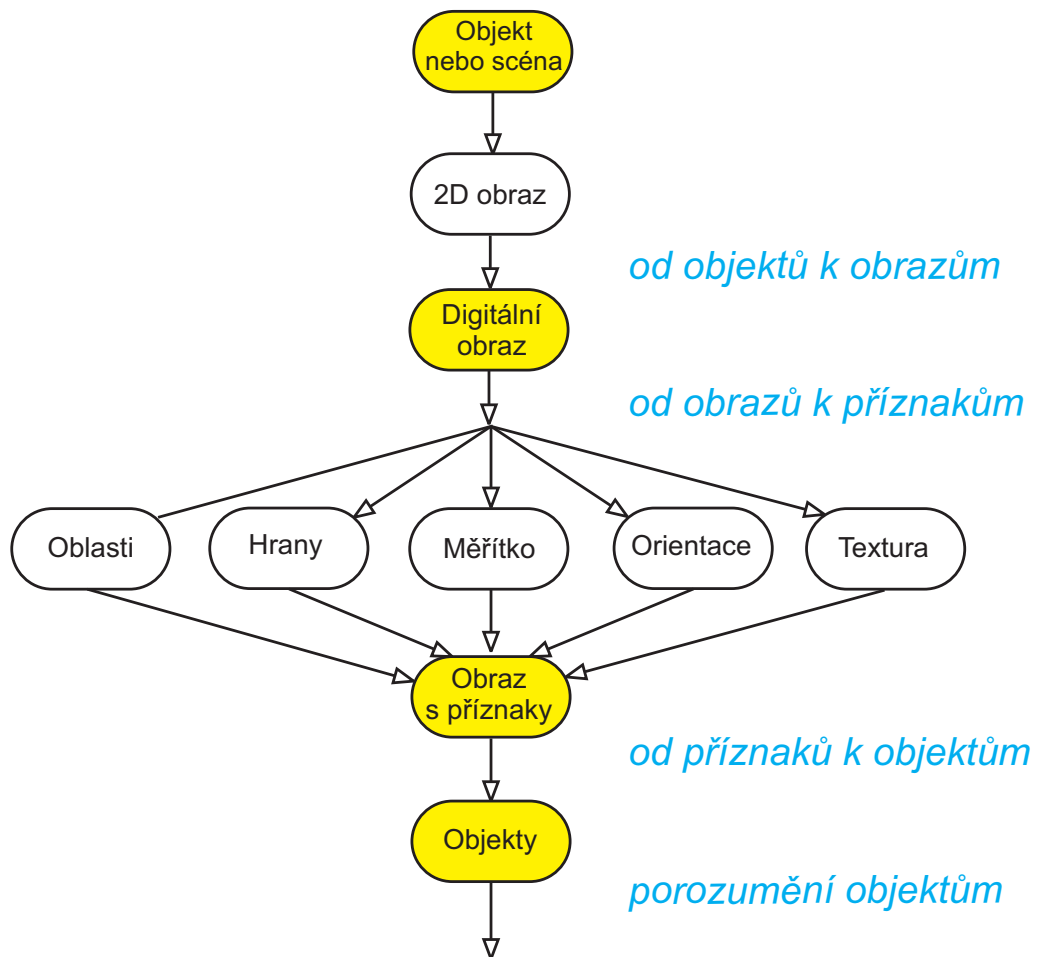 Objekt
nebo scéna
2D obraz
od objektů k obrazům
Digitální
obraz
od obrazů k příznakům
Oblasti
Hrany
Měřítko
Orientace
Textura
Obraz
s příznaky
od příznaků k objektům
Objekty
porozumění objektům